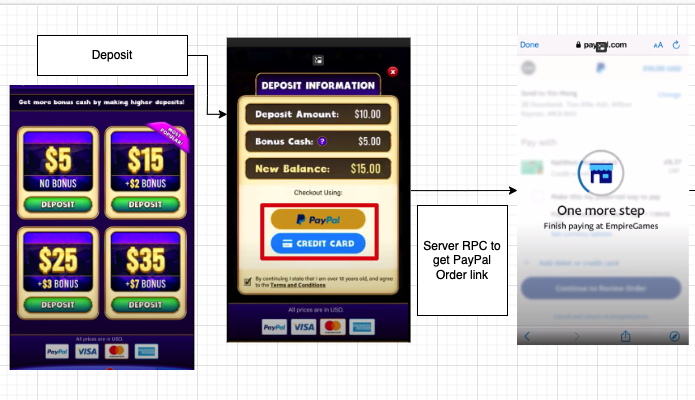 Deposit
Get more bonus cash by making higher deposits!
$5
NO BONUS
DEPOSIT
MOST POPULAR!
$15
+$2 BONUS
DEPOSIT
$25
+$3 BONUS
DEPOSIT
$35
+$7 BONUS
DEPOSIT
All prices are in USD.
PayPal VISA
DEPOSIT INFORMATION
Deposit Amount: $10.00
Bonus Cash: ? $5.00
New Balance: $15.00
Checkout Using:
PayPal
CREDIT CARD
By continuing I state that I am over 18 years old, and agree
to the Terms and Conditions
All prices are in USD.
PayPal VISA
Server RPC to
get PayPal
Order link
Done
.com
AA
Change
Pay with
One more step
Finish paying at EmpireGames
Add debit or credit card
Continue to Review Order